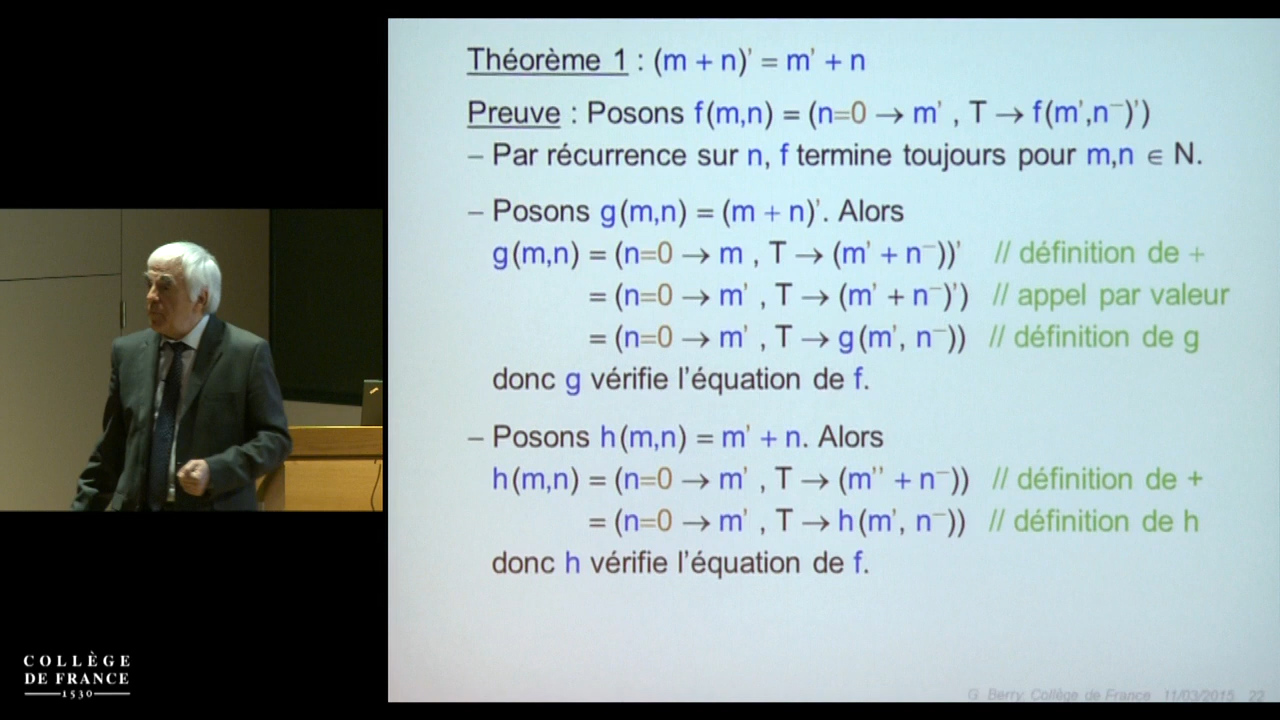 Théorème 1 : (m + n)' = m' + n
Preuve : Posons f(m,n) = (n=0 → m' , T → f(m',n⁻)')
– Par récurrence sur n, f termine toujours pour m,n ∈ N.
– Posons g(m,n) = (m + n)'. Alors
g(m,n) = (n=0 → m , T → (m' + n⁻))' // définition de +
= (n=0 → m' , T → (m' + n⁻)') // appel par valeur
= (n=0 → m' , T → g(m', n⁻)) // définition de g
donc g vérifie l'équation de f.
– Posons h(m,n) = m' + n. Alors
h(m,n) = (n=0 → m' , T → (m'' + n⁻)) // définition de +
= (n=0 → m' , T → h(m', n⁻)) // définition de h
donc h vérifie l'équation de f.
COLLÈGE
DE FRANCE
1530
G. Berry, Collège de France 11/03/2015 22